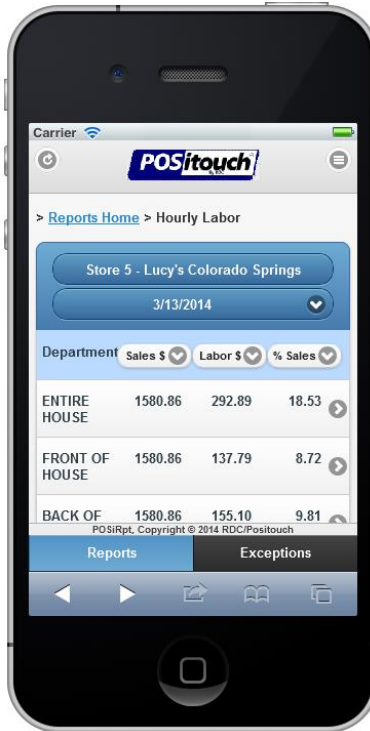 Carrier
POSitouch
> Reports Home > Hourly Labor
Store 5 - Lucy's Colorado Springs
3/13/2014
Department Sales $ Labor $ % Sales
ENTIRE HOUSE 1580.86 292.89 18.53
FRONT OF HOUSE 1580.86 137.79 8.72
BACK OF 1580.86 155.10 9.81
POSiRpt, Copyright © 2014 RDC/Positouch
Reports Exceptions